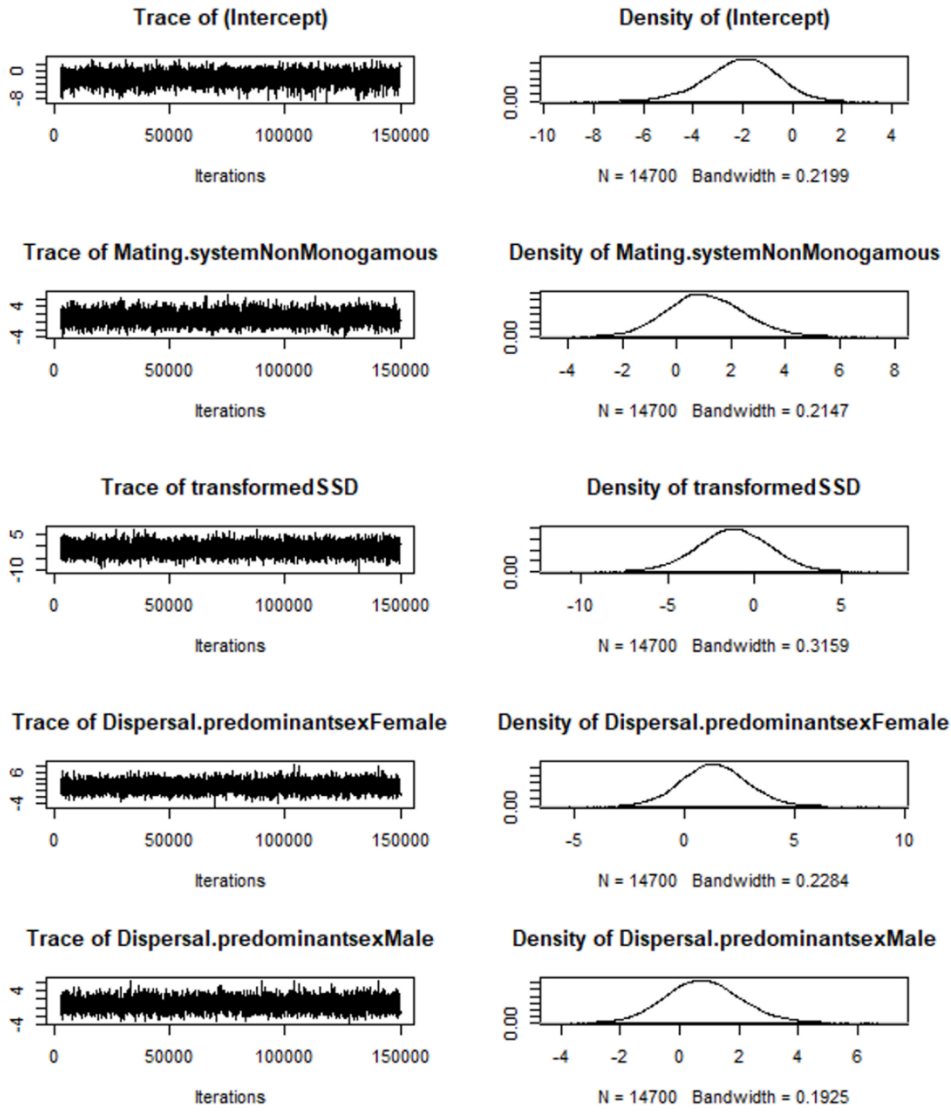 Trace of (Intercept)
Density of (Intercept)
0
-8
0 50000 100000 150000
Iterations
0.00
-10 -8 -6 -4 -2 0 2 4
N = 14700 Bandwidth = 0.2199
Trace of Mating.systemNonMonogamous
Density of Mating.systemNonMonogamous
4
-4
0 50000 100000 150000
Iterations
0.00
-4 -2 0 2 4 6 8
N = 14700 Bandwidth = 0.2147
Trace of transformedSSD
Density of transformedSSD
5
-10
0 50000 100000 150000
Iterations
0.00
-10 -5 0 5
N = 14700 Bandwidth = 0.3159
Trace of Dispersal.predominantsexFemale
Density of Dispersal.predominantsexFemale
6
-4
0 50000 100000 150000
Iterations
0.00
-5 0 5 10
N = 14700 Bandwidth = 0.2284
Trace of Dispersal.predominantsexMale
Density of Dispersal.predominantsexMale
4
-4
0 50000 100000 150000
Iterations
0.00
-4 -2 0 2 4 6
N = 14700 Bandwidth = 0.1925